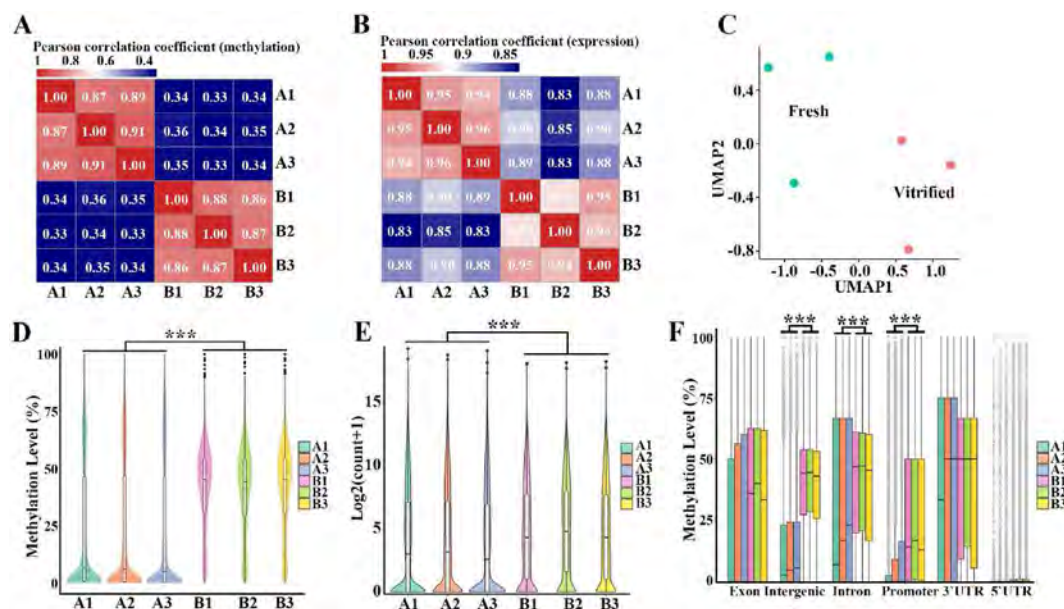 A
Pearson correlation coefficient (methylation)
1 0.8 0.6 0.4
1.00 0.87 0.89 0.34 0.33 0.34 A1
0.87 1.00 0.91 0.36 0.34 0.35 A2
0.89 0.91 1.00 0.35 0.33 0.34 A3
0.34 0.36 0.35 1.00 0.88 0.86 B1
0.33 0.34 0.33 0.88 1.00 0.87 B2
0.34 0.35 0.34 0.86 0.87 1.00 B3
A1 A2 A3 B1 B2 B3
B
Pearson correlation coefficient (expression)
1 0.95 0.9 0.85
1.00 0.95 0.94 0.88 0.83 0.88 A1
0.95 1.00 0.96 0.85 A2
0.94 0.96 1.00 0.89 0.83 0.88 A3
0.88 0.89 1.00 0.95 B1
0.83 0.85 0.83 1.00 B2
0.88 0.90 0.88 0.95 1.00 B3
A1 A2 A3 B1 B2 B3
C
UMAP2
0.4
0.0
-0.4
-0.8
Fresh
Vitrified
-1.0 -0.5 0.0 0.5 1.0
UMAP1
D
***
Methylation Level (%)
100
75
50
25
0
A1 A2 A3 B1 B2 B3
A1
A2
A3
B1
B2
B3
E
***
Log2(count+1)
15
10
5
0
A1 A2 A3 B1 B2 B3
A1
A2
A3
B1
B2
B3
F
*** *** ***
Methylation Level (%)
100
75
50
25
0
Exon Intergenic Intron Promoter 3`UTR 5`UTR
A1
A2
A3
B1
B2
B3